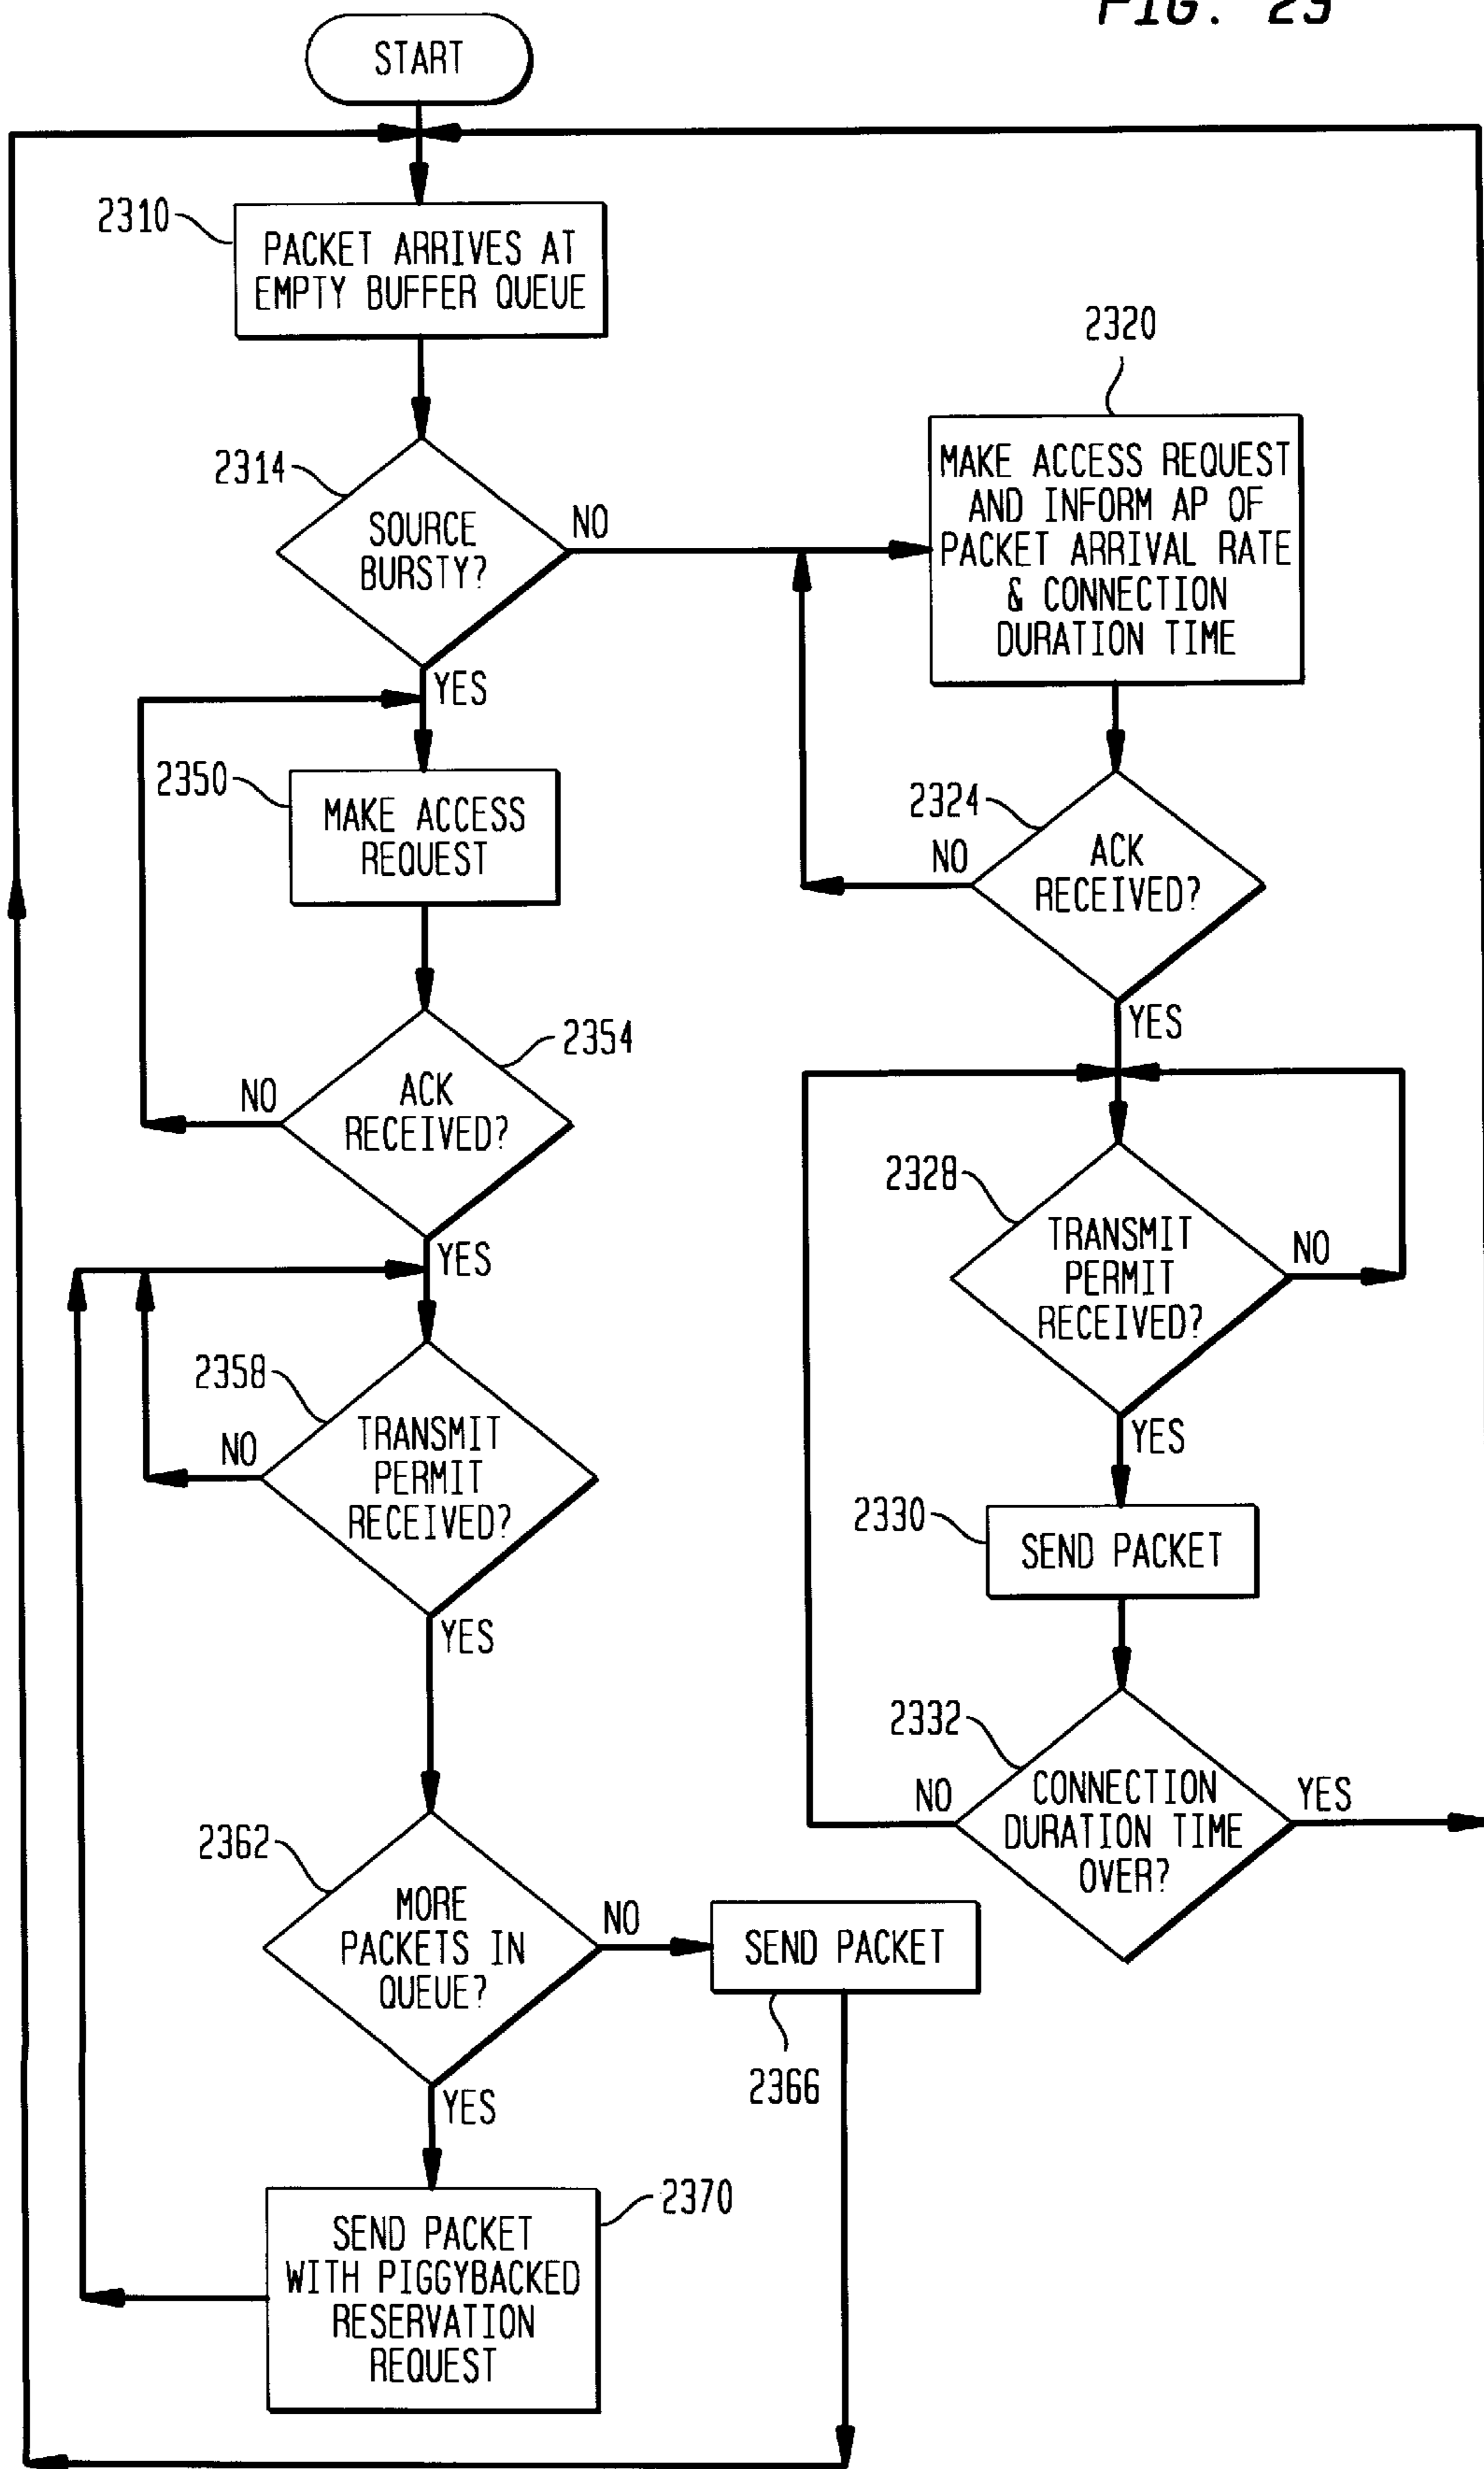 FIG. 23
START
2310
PACKET ARRIVES AT
EMPTY BUFFER QUEUE
2320
MAKE ACCESS REQUEST
AND INFORM AP OF
PACKET ARRIVAL RATE
& CONNECTION
DURATION TIME
2314
SOURCE
BURSTY?
NO
YES
2350
MAKE ACCESS
REQUEST
2324
ACK
RECEIVED?
NO
YES
2354
ACK
RECEIVED?
NO
YES
2328
TRANSMIT
PERMIT
RECEIVED?
NO
YES
2358
TRANSMIT
PERMIT
RECEIVED?
NO
YES
2330
SEND PACKET
2332
CONNECTION
DURATION TIME
OVER?
NO
YES
2362
MORE
PACKETS IN
QUEUE?
NO
SEND PACKET
2366
YES
2370
SEND PACKET
WITH PIGGYBACKED
RESERVATION
REQUEST